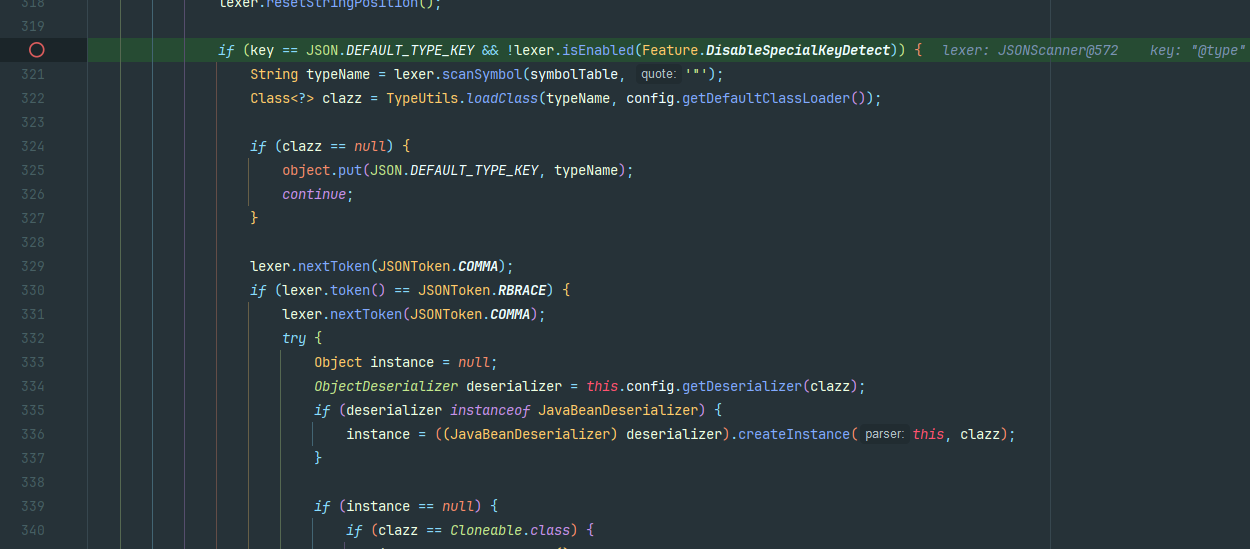 318 lexer.resetStringPosition();
319
if (key == JSON.DEFAULT_TYPE_KEY && !lexer.isEnabled(Feature.DisableSpecialKeyDetect)) { lexer: JSONScanner@572 key: "@type"
321 String typeName = lexer.scanSymbol(symbolTable, quote: '"');
322 Class<?> clazz = TypeUtils.loadClass(typeName, config.getDefaultClassLoader());
323
324 if (clazz == null) {
325 object.put(JSON.DEFAULT_TYPE_KEY, typeName);
326 continue;
327 }
328
329 lexer.nextToken(JSONToken.COMMA);
330 if (lexer.token() == JSONToken.RBRACE) {
331 lexer.nextToken(JSONToken.COMMA);
332 try {
333 Object instance = null;
334 ObjectDeserializer deserializer = this.config.getDeserializer(clazz);
335 if (deserializer instanceof JavaBeanDeserializer) {
336 instance = ((JavaBeanDeserializer) deserializer).createInstance( parser: this, clazz);
337 }
338
339 if (instance == null) {
340 if (clazz == Cloneable.class) {